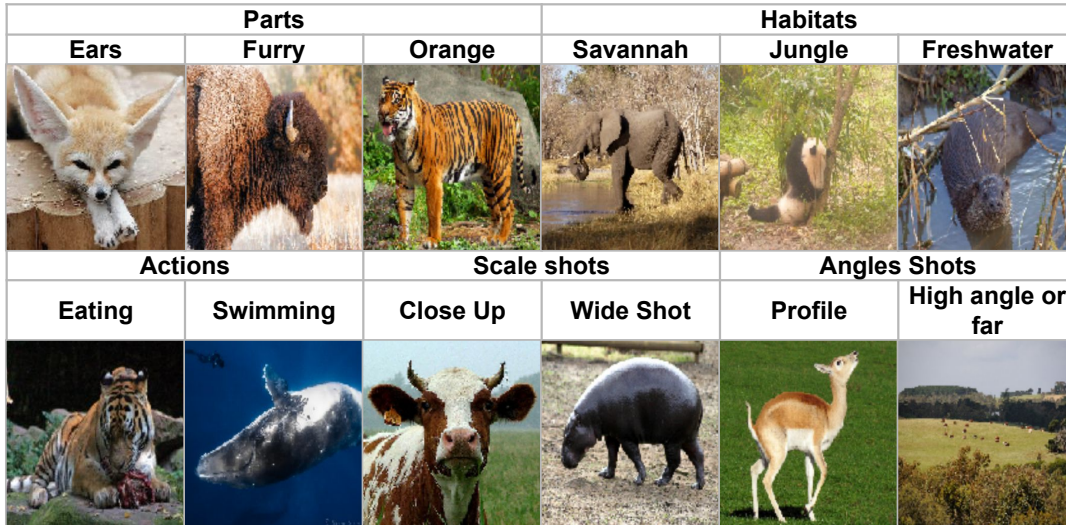 Parts Habitats
Ears Furry Orange Savannah Jungle Freshwater
Actions Scale shots Angles Shots
Eating Swimming Close Up Wide Shot Profile High angle or
far